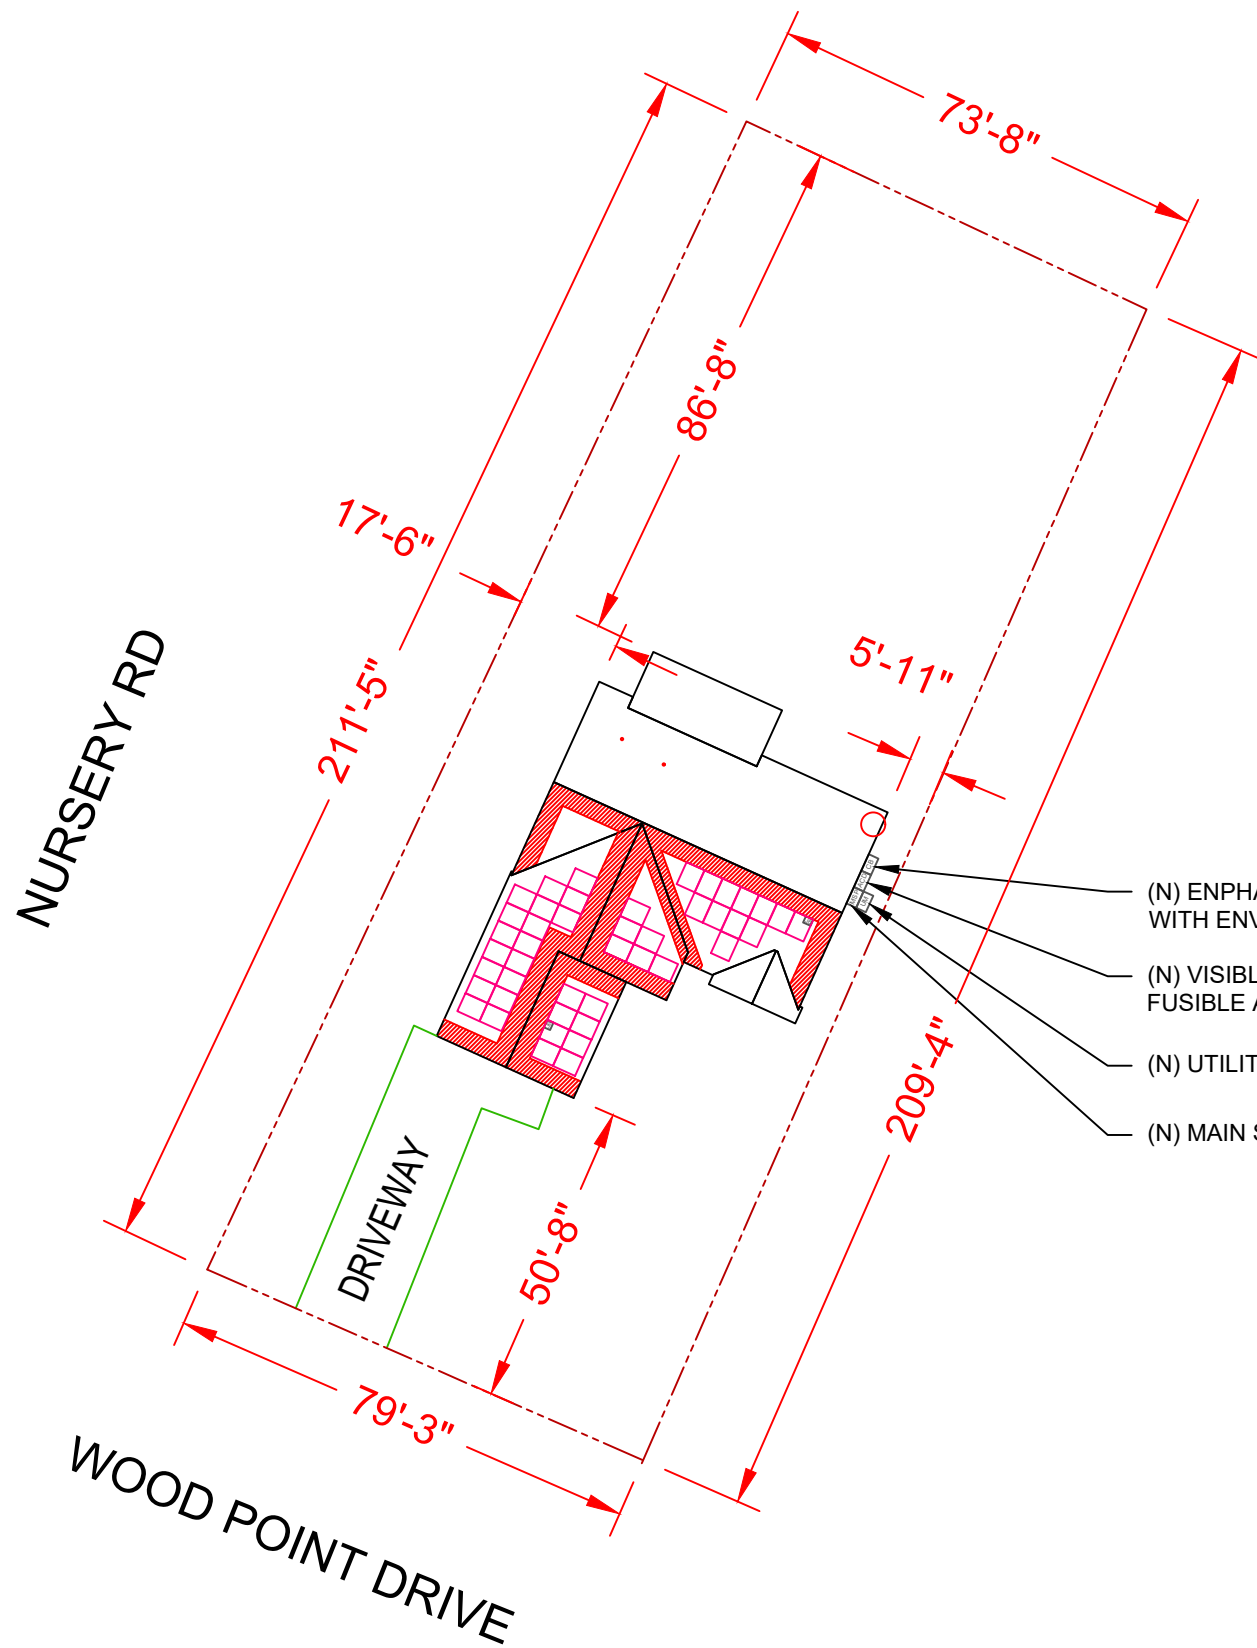 73'-8"
86'-8"
17'-6"
5'-11"
211'-5"
NURSERY RD
(N) ENPHA
WITH ENV
(N) VISIBL
FUSIBLE A
(N) UTILIT
(N) MAIN S
209'-4"
DRIVEWAY
50'-8"
79'-3"
WOOD POINT DRIVE